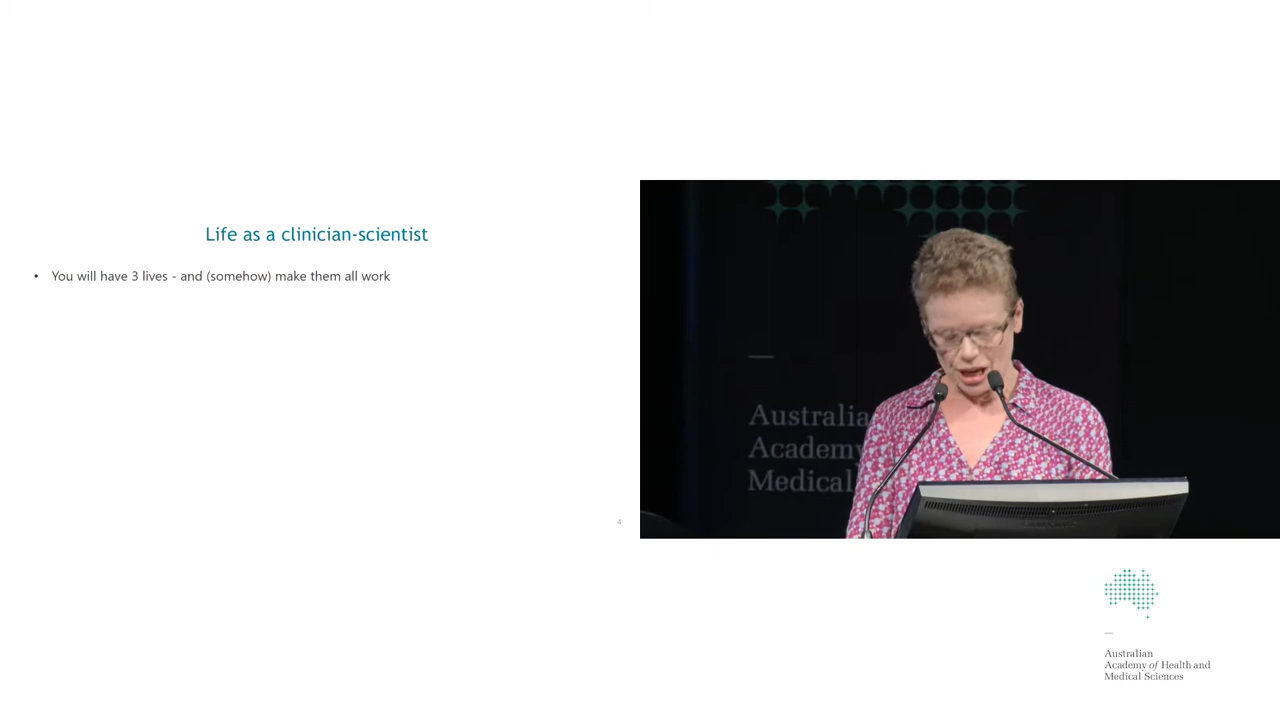 Life as a clinician-scientist
• You will have 3 lives - and (somehow) make them all work
4
Australia
Academy
Medical
Australian
Academy of Health and
Medical Sciences